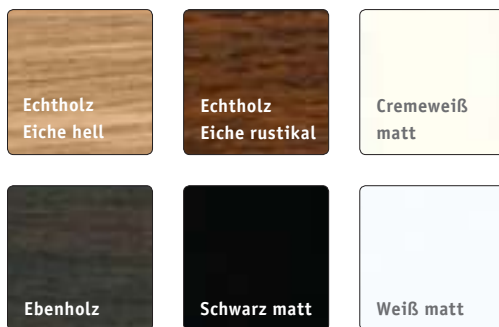 Echtholz
Eiche hell
Echtholz
Eiche rustikal
Cremeweiß
matt
Ebenholz
Schwarz matt
Weiß matt